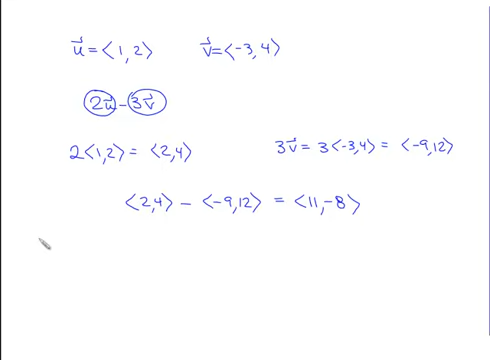 u⃗ = ⟨1, 2⟩ v⃗ = ⟨-3, 4⟩
2u⃗ - 3v⃗
2⟨1, 2⟩ = ⟨2, 4⟩ 3v⃗ = 3⟨-3, 4⟩ = ⟨-9, 12⟩
⟨2, 4⟩ - ⟨-9, 12⟩ = ⟨11, -8⟩